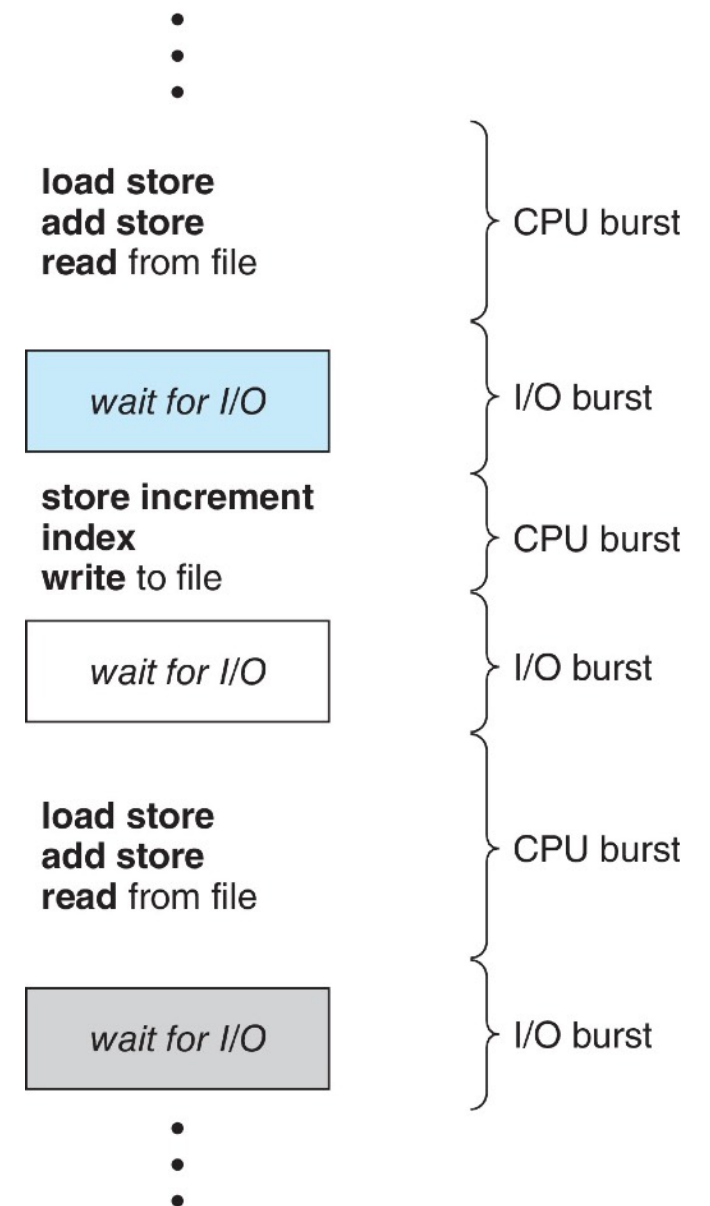 load store
add store
read from file
CPU burst
wait for I/O
I/O burst
store increment
index
write to file
CPU burst
wait for I/O
I/O burst
load store
add store
read from file
CPU burst
wait for I/O
I/O burst